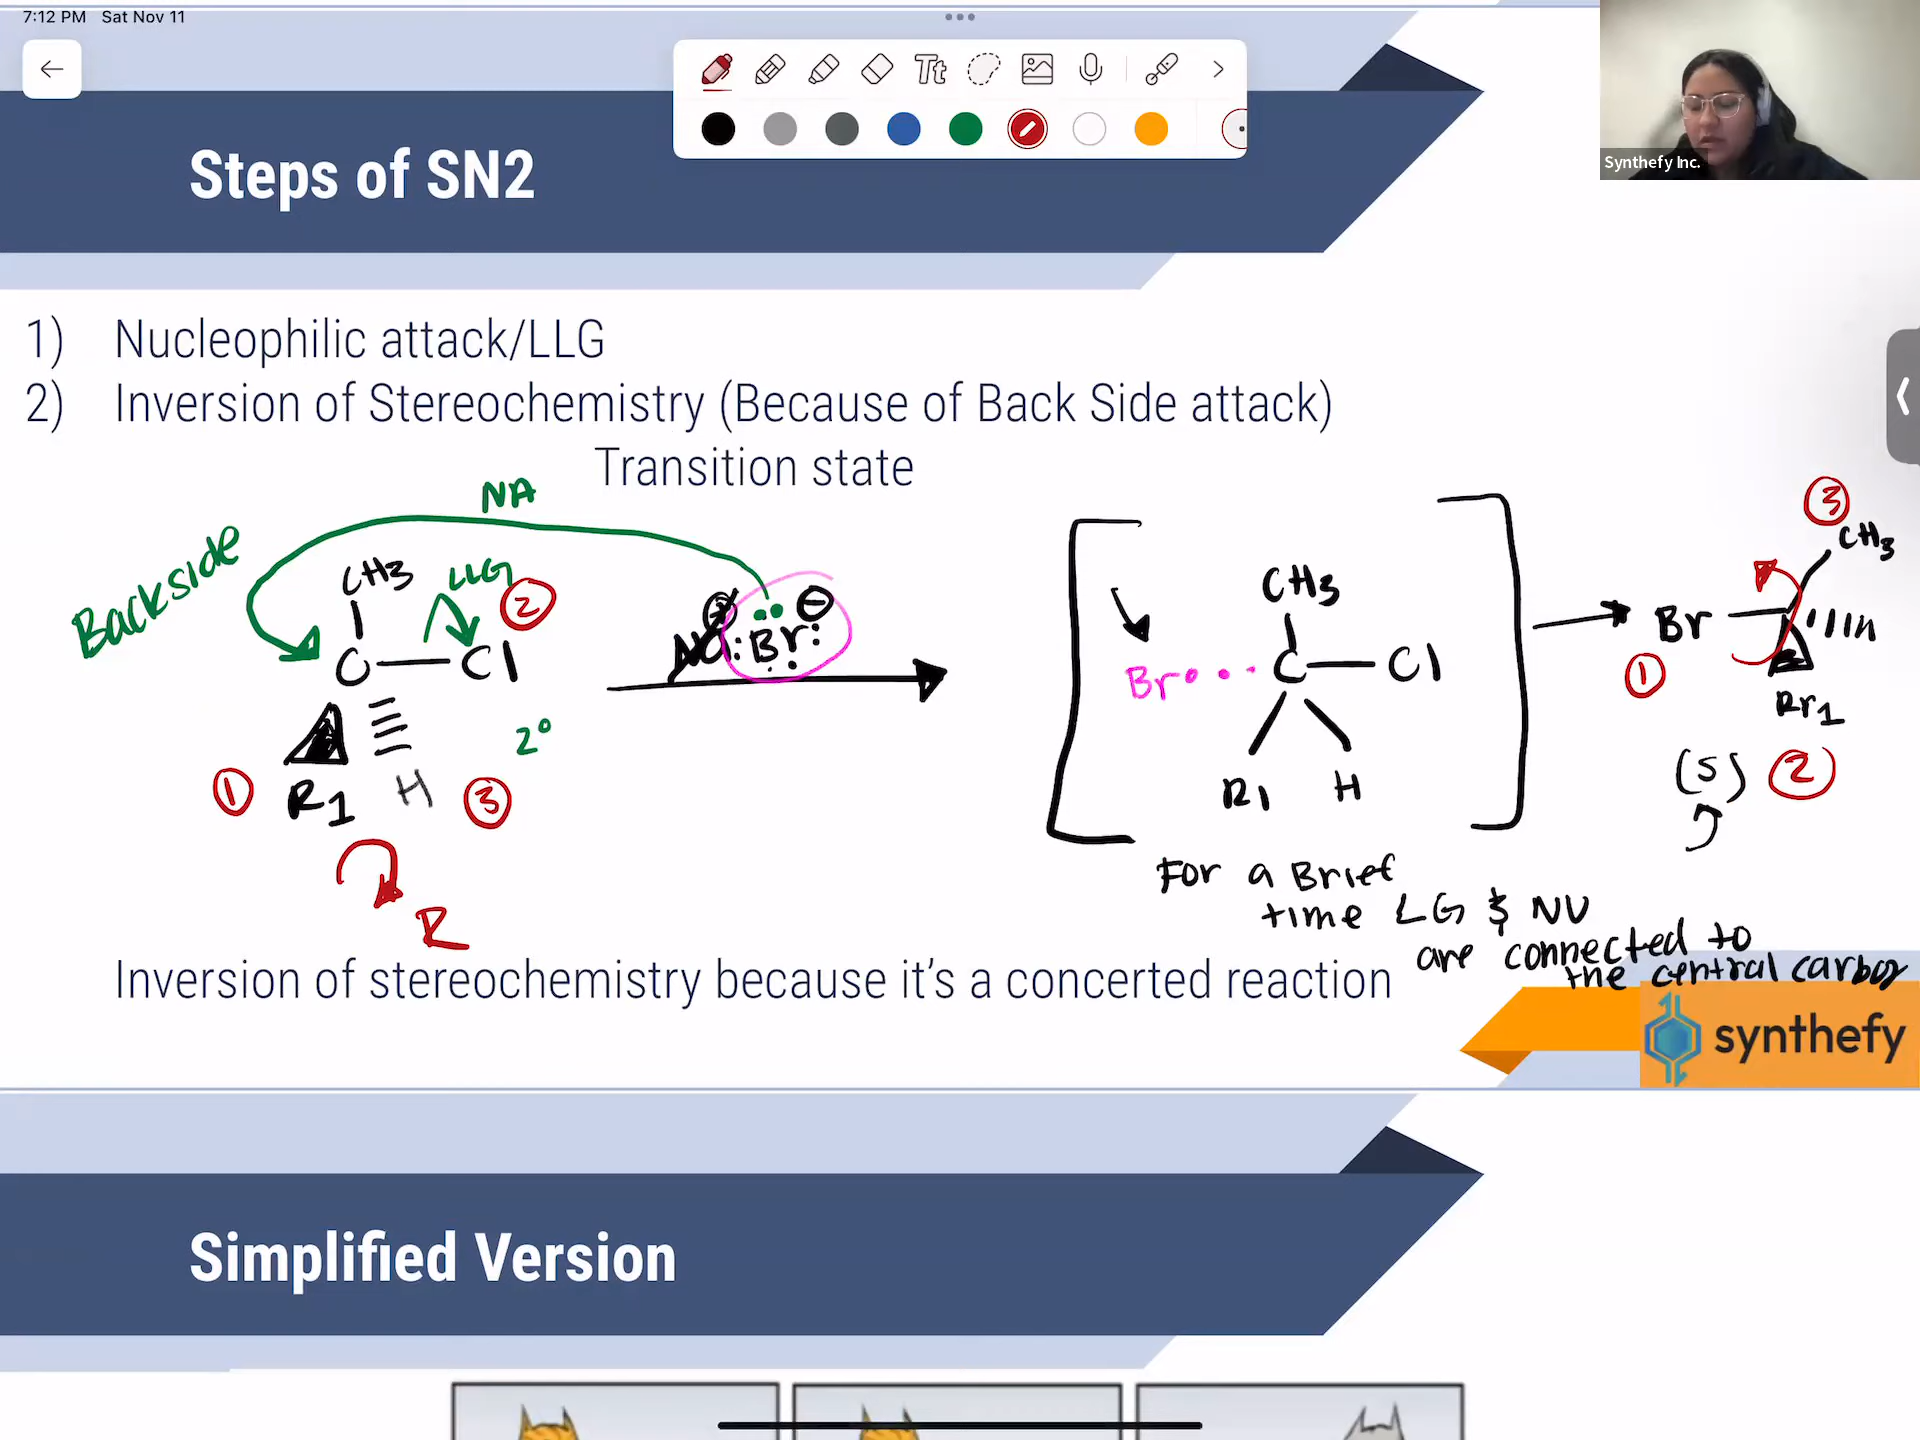 7:12 PM Sat Nov 11
Tt
Synthefy Inc.
Steps of SN2
1) Nucleophilic attack/LLG
2) Inversion of Stereochemistry (Because of Back Side attack)
Transition state
NA
Backside
CH3
LLG
2
:Br: ⊖
C — Cl
2°
1
R1
H
3
R
CH3
Br
C — Cl
R1
H
3
CH3
Br
1
R1
(S) 2
For a Brief
time LG & NU
are connected to
the central carbon
Inversion of stereochemistry because it's a concerted reaction
synthefy
Simplified Version